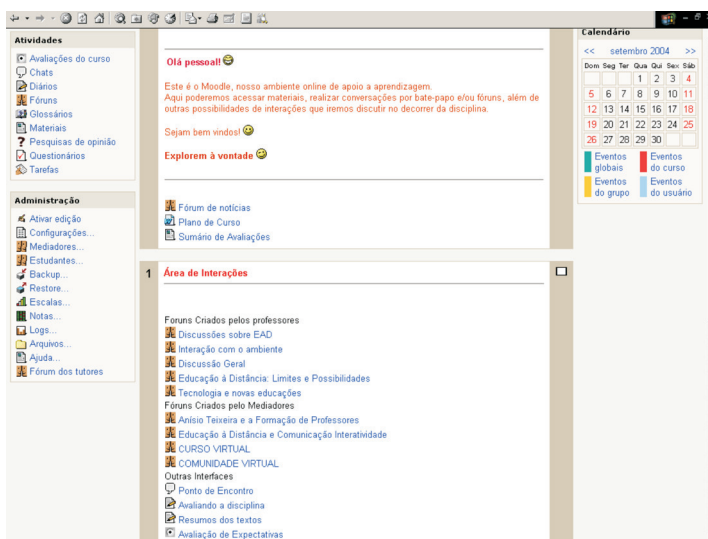 Atividades
Avaliações do curso
Chats
Diários
Fóruns
Glossários
Materiais
Pesquisas de opinião
Questionários
Tarefas
Administração
Ativar edição
Configurações...
Mediadores...
Estudantes...
Backup...
Restore...
Escalas...
Notas...
Logs...
Arquivos...
Ajuda...
Fórum dos tutores
Olá pessoal!
Este é o Moodle, nosso ambiente online de apoio a aprendizagem.
Aqui poderemos acessar materiais, realizar conversações por bate-papo e/ou fóruns, além de
outras possibilidades de interações que iremos discutir no decorrer da disciplina.
Sejam bem vindos!
Explorem à vontade
Fórum de notícias
Plano de Curso
Sumário de Avaliações
1 Área de Interações
Foruns Criados pelos professores
Discussões sobre EAD
Interação com o ambiente
Discussão Geral
Educação á Distância: Limites e Possibilidades
Tecnologia e novas educações
Fóruns Criados pelo Mediadores
Anísio Teixeira e a Formação de Professores
Educação á Distância e Comunicação Interatividade
CURSO VIRTUAL
COMUNIDADE VIRTUAL
Outras Interfaces
Ponto de Encontro
Avaliando a disciplina
Resumos dos textos
Avaliação de Expectativas
Calendário
<< setembro 2004 >>
Dom Seg Ter Qua Qui Sex Sáb
1 2 3 4
5 6 7 8 9 10 11
12 13 14 15 16 17 18
19 20 21 22 23 24 25
26 27 28 29 30
Eventos globais
Eventos do curso
Eventos do grupo
Eventos do usuário